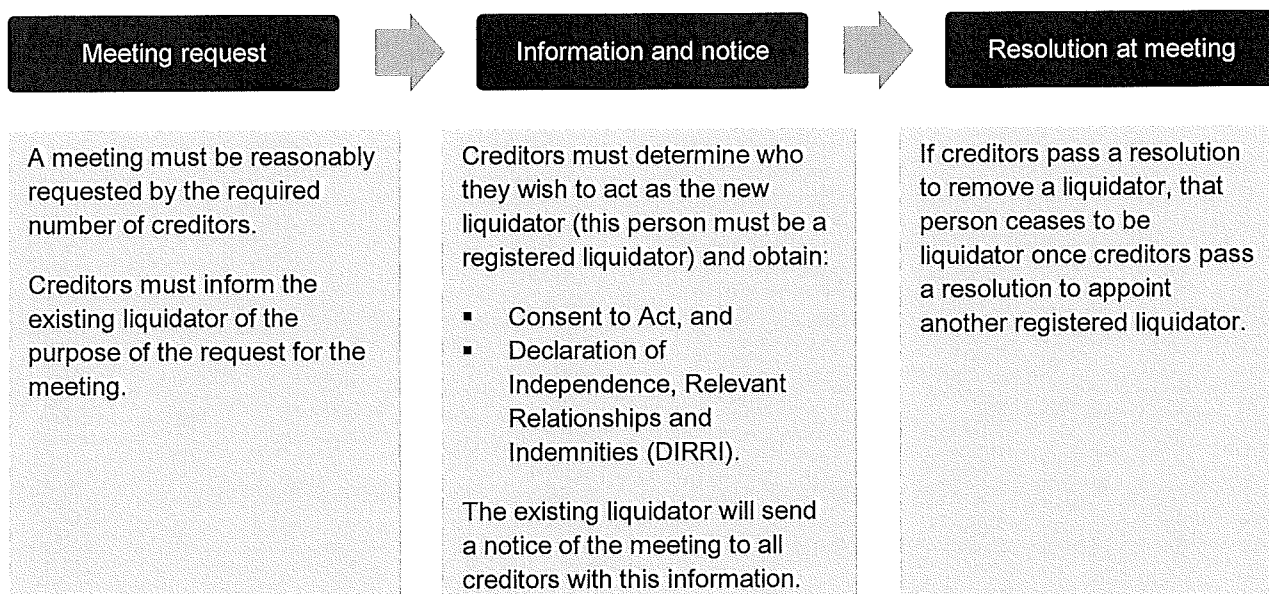 Meeting request
Information and notice
Resolution at meeting
A meeting must be reasonably
requested by the required
number of creditors.
Creditors must inform the
existing liquidator of the
purpose of the request for the
meeting.
Creditors must determine who
they wish to act as the new
liquidator (this person must be a
registered liquidator) and obtain:
▪ Consent to Act, and
▪ Declaration of
Independence, Relevant
Relationships and
Indemnities (DIRRI).
The existing liquidator will send
a notice of the meeting to all
creditors with this information.
If creditors pass a resolution
to remove a liquidator, that
person ceases to be
liquidator once creditors pass
a resolution to appoint
another registered liquidator.